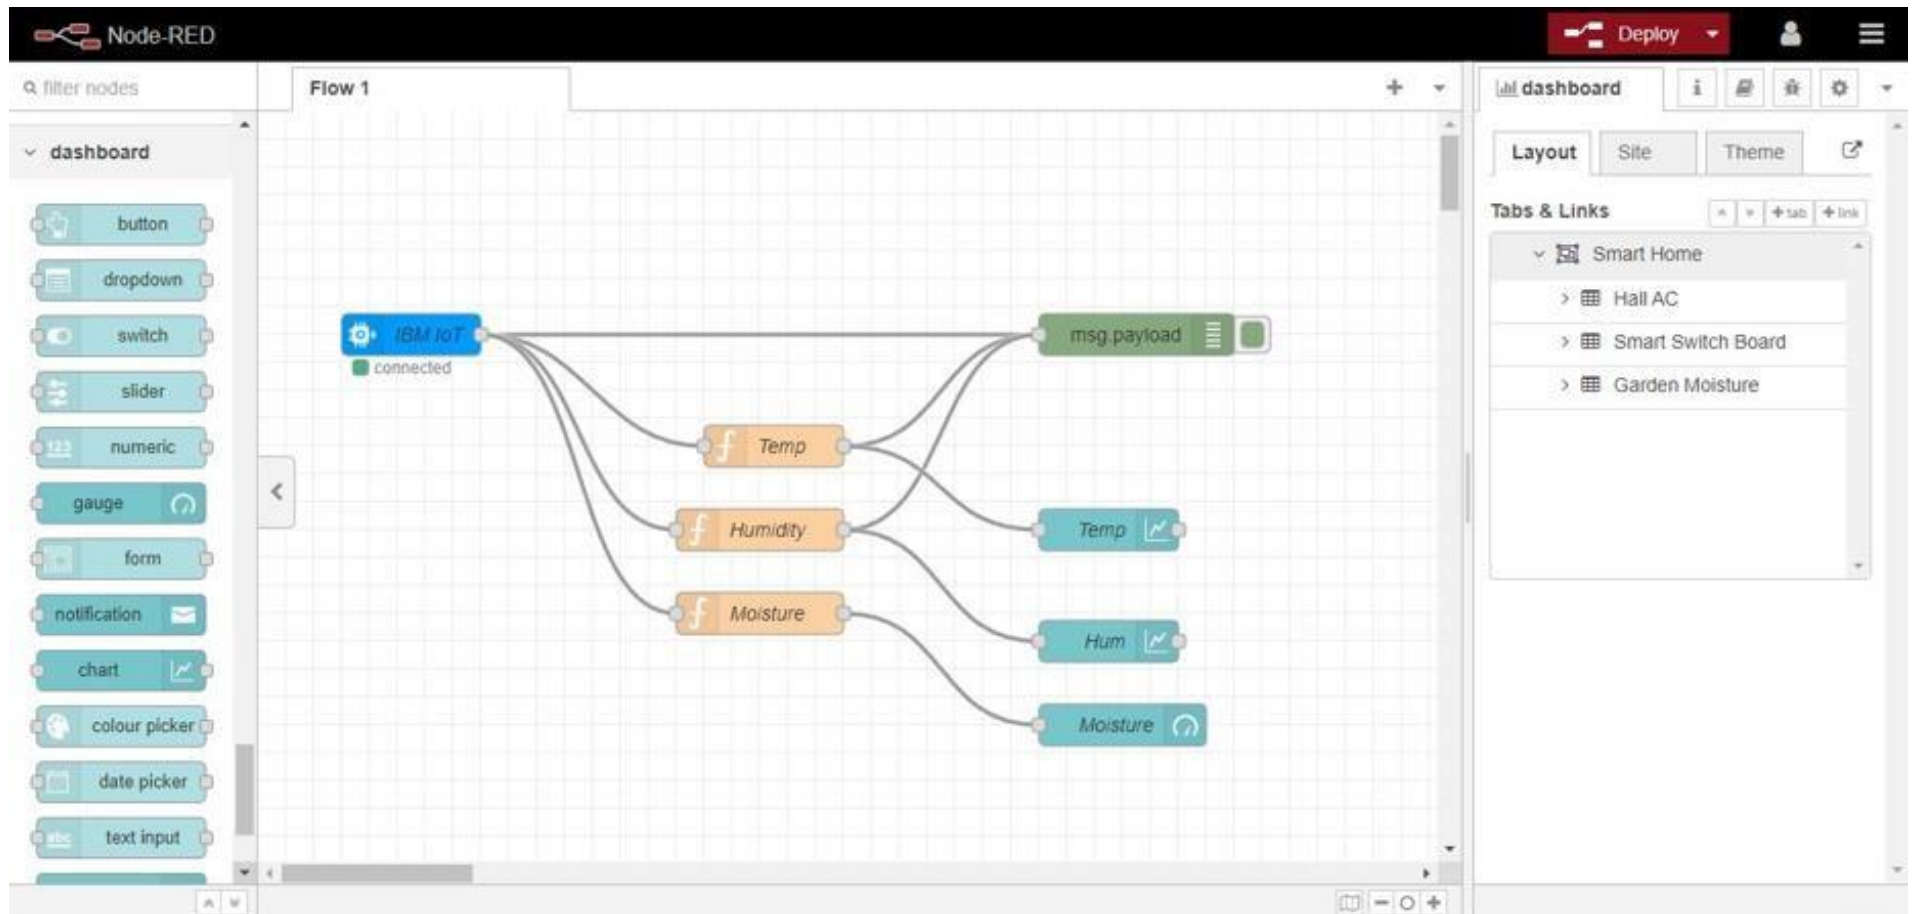 Node-RED
Deploy
filter nodes
Flow 1
dashboard
Layout
Site
Theme
Tabs & Links
tab
link
Smart Home
Hall AC
Smart Switch Board
Garden Moisture
dashboard
button
dropdown
switch
slider
123
numeric
gauge
form
notification
chart
colour picker
date picker
abc
text input
IBM IoT
connected
msg.payload
Temp
Humidity
Moisture
Temp
Hum
Moisture